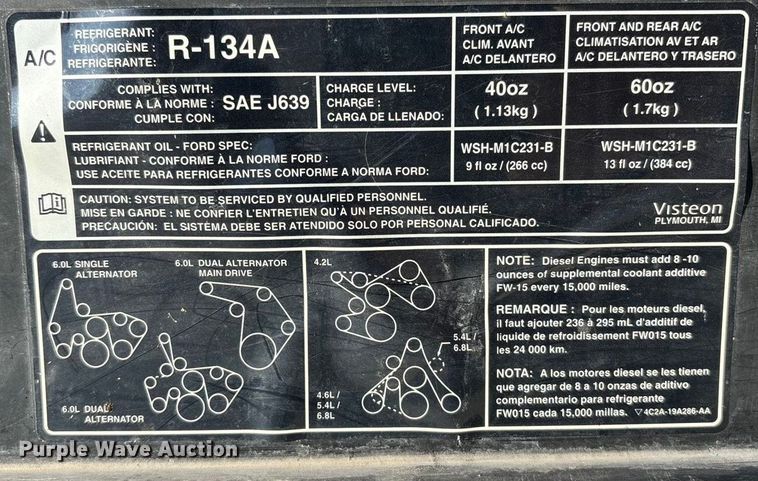 A/C
REFRIGERANT:
FRIGORIGÈNE :
REFRIGERANTE:
R-134A
FRONT A/C
CLIM. AVANT
A/C DELANTERO
FRONT AND REAR A/C
CLIMATISATION AV ET AR
A/C DELANTERO Y TRASERO
COMPLIES WITH:
CONFORME À LA NORME :
CUMPLE CON:
SAE J639
CHARGE LEVEL:
CHARGE :
CARGA DE LLENADO:
40oz
(1.13kg)
60oz
(1.7kg)
REFRIGERANT OIL - FORD SPEC:
LUBRIFIANT - CONFORME À LA NORME FORD :
USE ACEITE PARA REFRIGERANTES CONFORME A NORMA FORD:
WSH-M1C231-B
9 fl oz / (266 cc)
WSH-M1C231-B
13 fl oz / (384 cc)
CAUTION: SYSTEM TO BE SERVICED BY QUALIFIED PERSONNEL.
MISE EN GARDE : NE CONFIER L'ENTRETIEN QU'À UN PERSONNEL QUALIFIÉ.
PRECAUCIÓN: EL SISTEMA DEBE SER ATENDIDO SOLO POR PERSONAL CALIFICADO.
Visteon
PLYMOUTH, MI
6.0L SINGLE
ALTERNATOR
6.0L DUAL ALTERNATOR
MAIN DRIVE
6.0L DUAL
ALTERNATOR
4.2L
5.4L /
6.8L
4.6L /
5.4L /
6.8L
NOTE: Diesel Engines must add 8 -10
ounces of supplemental coolant additive
FW-15 every 15,000 miles.
REMARQUE : Pour les moteurs diesel,
il faut ajouter 236 à 295 mL d'additif de
liquide de refroidissement FW015 tous
les 24 000 km.
NOTA: A los motores diesel se les tienen
que agregar de 8 a 10 onzas de aditivo
complementario para refrigerante
FW015 cada 15,000 millas. ▽4C2A-19A286-AA
Purple Wave Auction